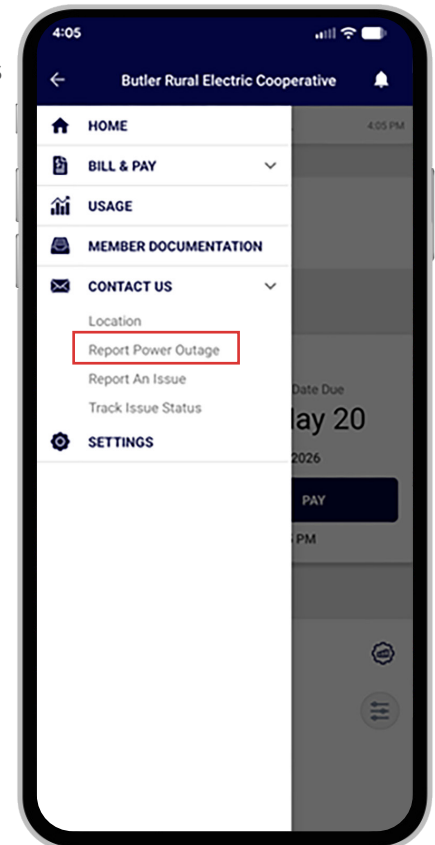 4:05
Butler Rural Electric Cooperative
HOME
4:05 PM
BILL & PAY
USAGE
MEMBER DOCUMENTATION
CONTACT US
Location
Report Power Outage
Date Due
Report An Issue
ay 20
Track Issue Status
SETTINGS
2026
PAY
PM